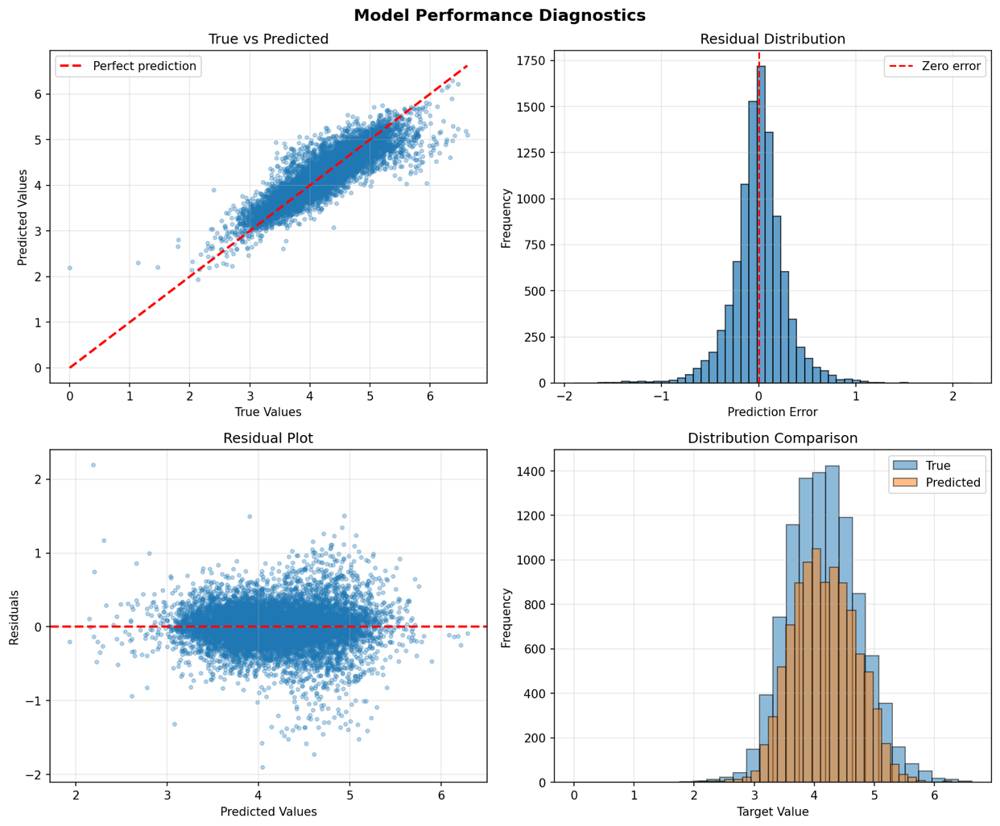 Model Performance Diagnostics
True vs Predicted
Perfect prediction
Predicted Values
6
5
4
3
2
1
0
0 1 2 3 4 5 6
True Values
Residual Distribution
Zero error
Frequency
1750
1500
1250
1000
750
500
250
0
−2 −1 0 1 2
Prediction Error
Residual Plot
Residuals
2
1
0
−1
−2
2 3 4 5 6
Predicted Values
Distribution Comparison
True
Predicted
Frequency
1400
1200
1000
800
600
400
200
0
0 1 2 3 4 5 6
Target Value